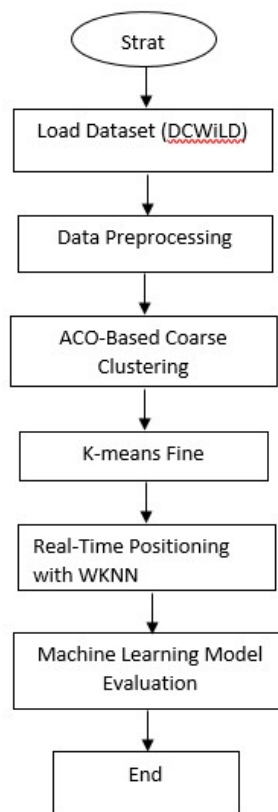 Strat
Load Dataset (DCWiLD)
Data Preprocessing
ACO-Based Coarse
Clustering
K-means Fine
Real-Time Positioning
with WKNN
Machine Learning Model
Evaluation
End